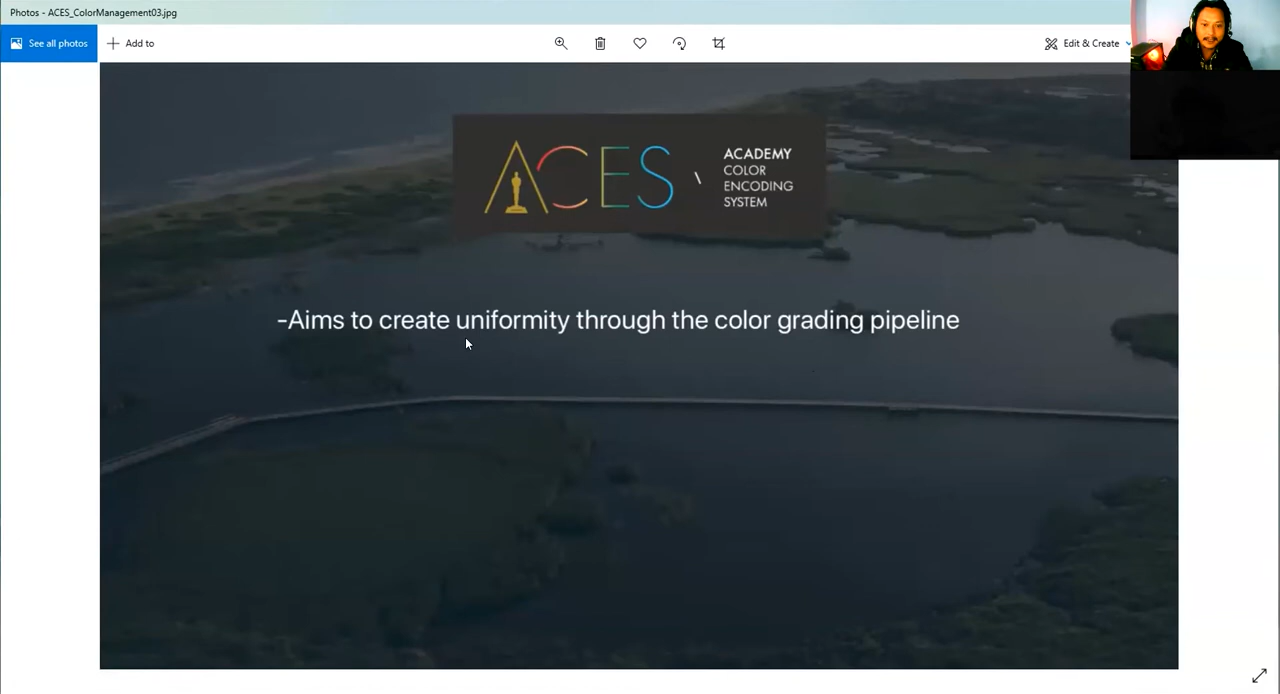 Photos - ACES_ColorManagement03.jpg
See all photos
Add to
Edit & Create
ACES \ ACADEMY
COLOR
ENCODING
SYSTEM
-Aims to create uniformity through the color grading pipeline